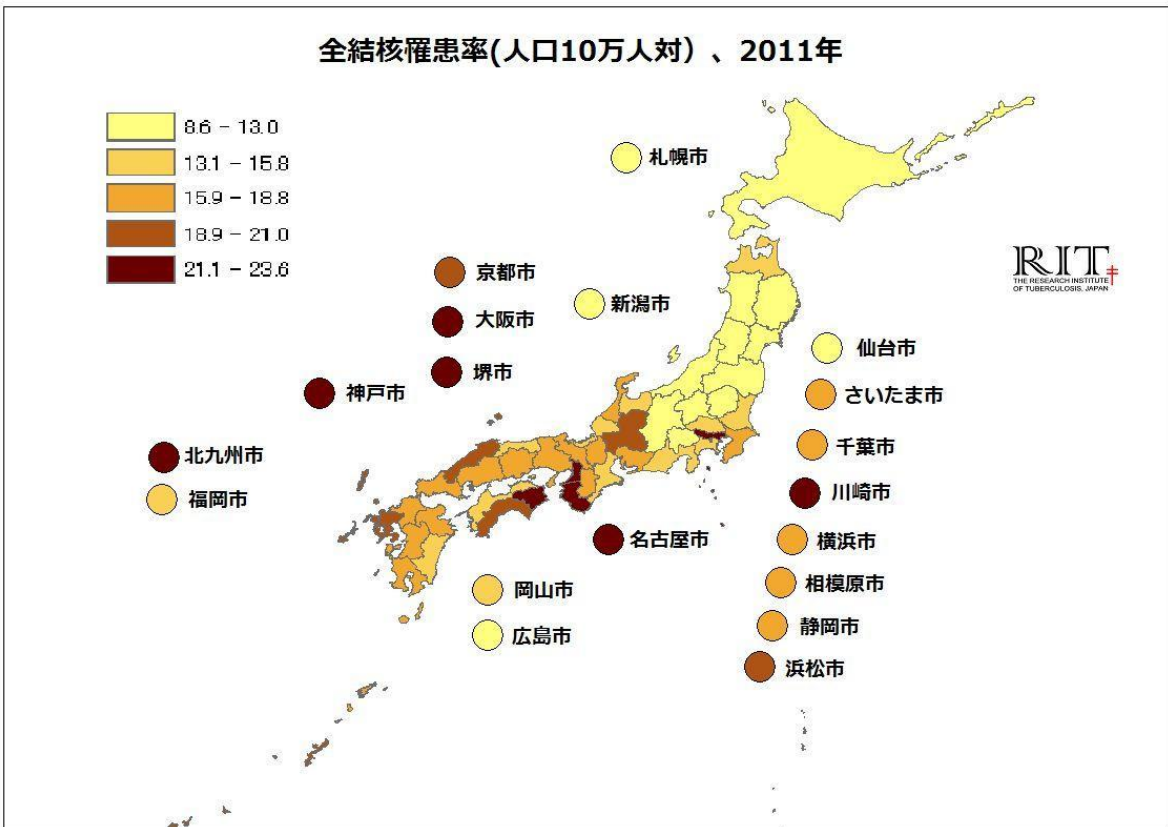 全結核罹患率(人口10万人対）、2011年
8.6 – 13.0
13.1 – 15.8
15.9 – 18.8
18.9 – 21.0
21.1 – 23.6
札幌市
京都市
新潟市
大阪市
仙台市
堺市
神戸市
さいたま市
千葉市
北九州市
川崎市
福岡市
名古屋市
横浜市
相模原市
岡山市
静岡市
広島市
浜松市
RIT
THE RESEARCH INSTITUTE
OF TUBERCULOSIS, JAPAN